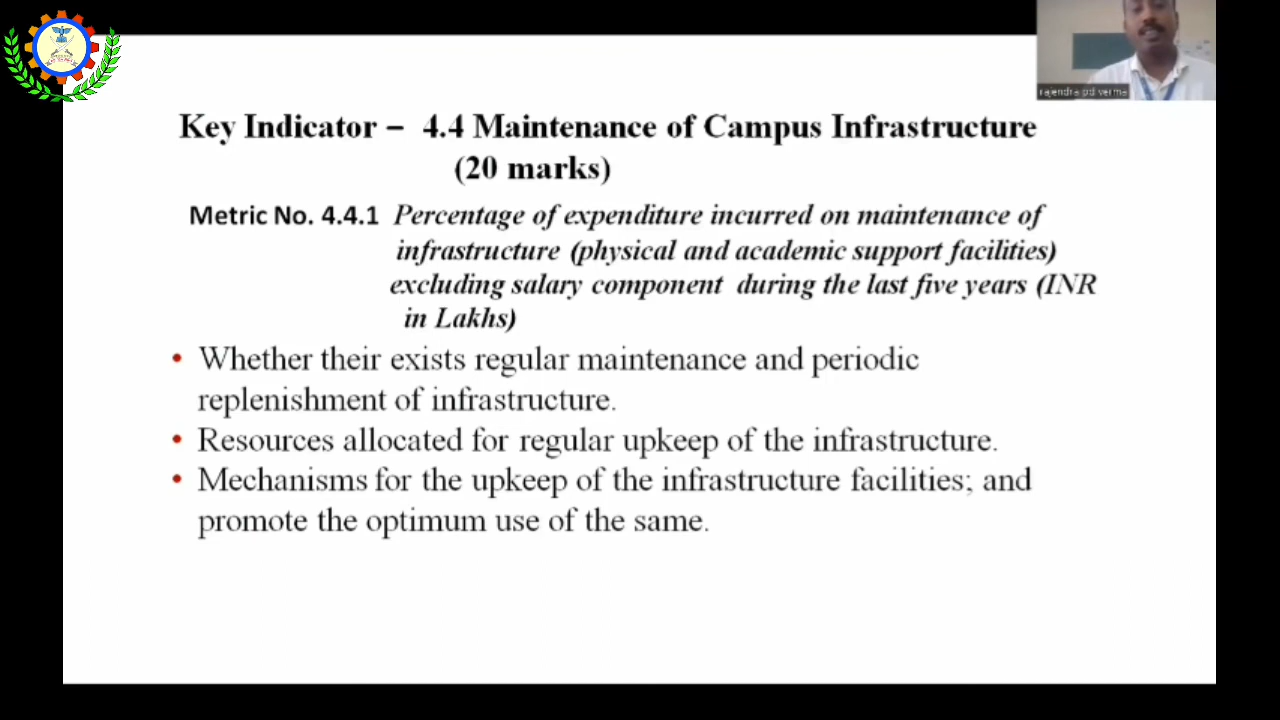 rajendra pd verma
Key Indicator – 4.4 Maintenance of Campus Infrastructure
(20 marks)
Metric No. 4.4.1 Percentage of expenditure incurred on maintenance of
infrastructure (physical and academic support facilities)
excluding salary component during the last five years (INR
in Lakhs)
• Whether their exists regular maintenance and periodic
replenishment of infrastructure.
• Resources allocated for regular upkeep of the infrastructure.
• Mechanisms for the upkeep of the infrastructure facilities; and
promote the optimum use of the same.